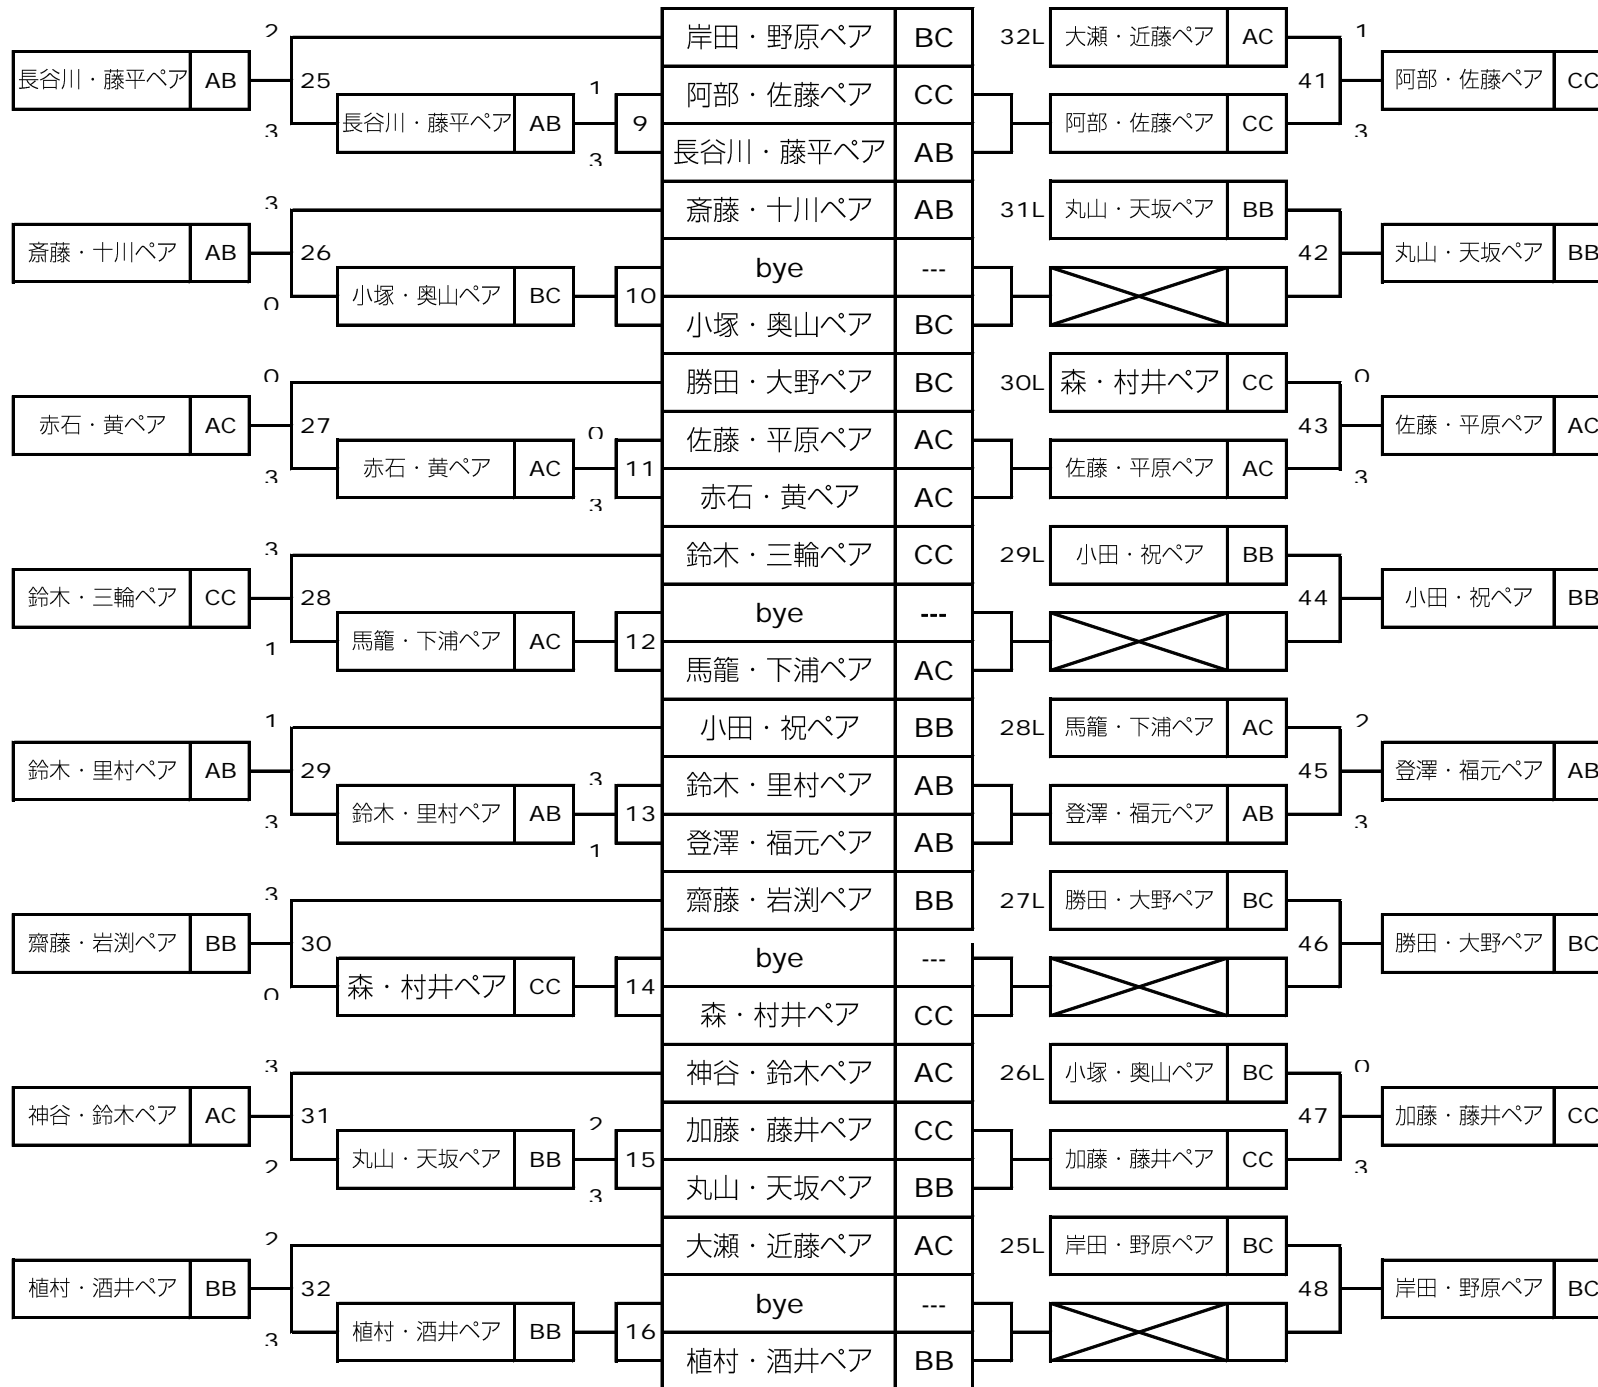 2 岸田・野原ペア BC 32L 大瀬・近藤ペア AC 1
長谷川・藤平ペア AB 25 1 阿部・佐藤ペア CC 41 阿部・佐藤ペア CC
3 長谷川・藤平ペア AB 9 阿部・佐藤ペア CC 3
3 長谷川・藤平ペア AB
3 斎藤・十川ペア AB 31L 丸山・天坂ペア BB
斎藤・十川ペア AB 26 bye --- 42 丸山・天坂ペア BB
0 小塚・奥山ペア BC 10
小塚・奥山ペア BC
0 勝田・大野ペア BC 30L 森・村井ペア CC 0
赤石・黄ペア AC 27 0 佐藤・平原ペア AC 43 佐藤・平原ペア AC
3 赤石・黄ペア AC 11 佐藤・平原ペア AC 3
3 赤石・黄ペア AC
3 鈴木・三輪ペア CC 29L 小田・祝ペア BB
鈴木・三輪ペア CC 28 bye --- 44 小田・祝ペア BB
1 馬籠・下浦ペア AC 12
馬籠・下浦ペア AC
1 小田・祝ペア BB 28L 馬籠・下浦ペア AC 2
鈴木・里村ペア AB 29 3 鈴木・里村ペア AB 45 登澤・福元ペア AB
3 鈴木・里村ペア AB 13 登澤・福元ペア AB 3
1 登澤・福元ペア AB
3 齋藤・岩渕ペア BB 27L 勝田・大野ペア BC
齋藤・岩渕ペア BB 30 bye --- 46 勝田・大野ペア BC
0 森・村井ペア CC 14
森・村井ペア CC
3 神谷・鈴木ペア AC 26L 小塚・奥山ペア BC 0
神谷・鈴木ペア AC 31 2 加藤・藤井ペア CC 47 加藤・藤井ペア CC
2 丸山・天坂ペア BB 15 加藤・藤井ペア CC 3
3 丸山・天坂ペア BB
2 大瀬・近藤ペア AC 25L 岸田・野原ペア BC
植村・酒井ペア BB 32 bye --- 48 岸田・野原ペア BC
3 植村・酒井ペア BB 16
植村・酒井ペア BB